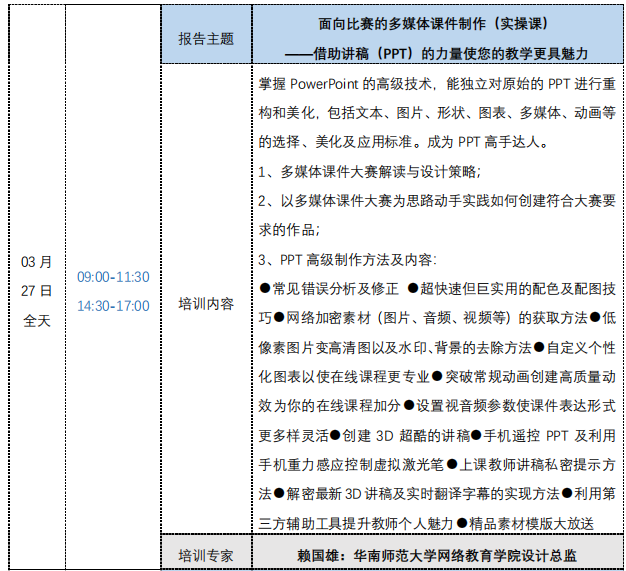 报告主题
面向比赛的多媒体课件制作（实操课）
——借助讲稿（PPT）的力量使您的教学更具魅力
03 月
27 日
全天
09:00-11:30
14:30-17:00
培训内容
掌握 PowerPoint 的高级技术，能独立对原始的 PPT 进行重
构和美化，包括文本、图片、形状、图表、多媒体、动画等
的选择、美化及应用标准。成为 PPT 高手达人。
1、多媒体课件大赛解读与设计策略；
2、以多媒体课件大赛为思路动手实践如何创建符合大赛要
求的作品；
3、PPT 高级制作方法及内容：
●常见错误分析及修正 ●超快速但巨实用的配色及配图技
巧●网络加密素材（图片、音频、视频等）的获取方法●低
像素图片变高清图以及水印、背景的去除方法●自定义个性
化图表以使在线课程更专业●突破常规动画创建高质量动
效为你的在线课程加分●设置视音频参数使课件表达形式
更多样灵活●创建 3D 超酷的讲稿●手机遥控 PPT 及利用
手机重力感应控制虚拟激光笔●上课教师讲稿私密提示方
法●解密最新 3D 讲稿及实时翻译字幕的实现方法●利用第
三方辅助工具提升教师个人魅力●精品素材模版大放送
培训专家
赖国雄：华南师范大学网络教育学院设计总监